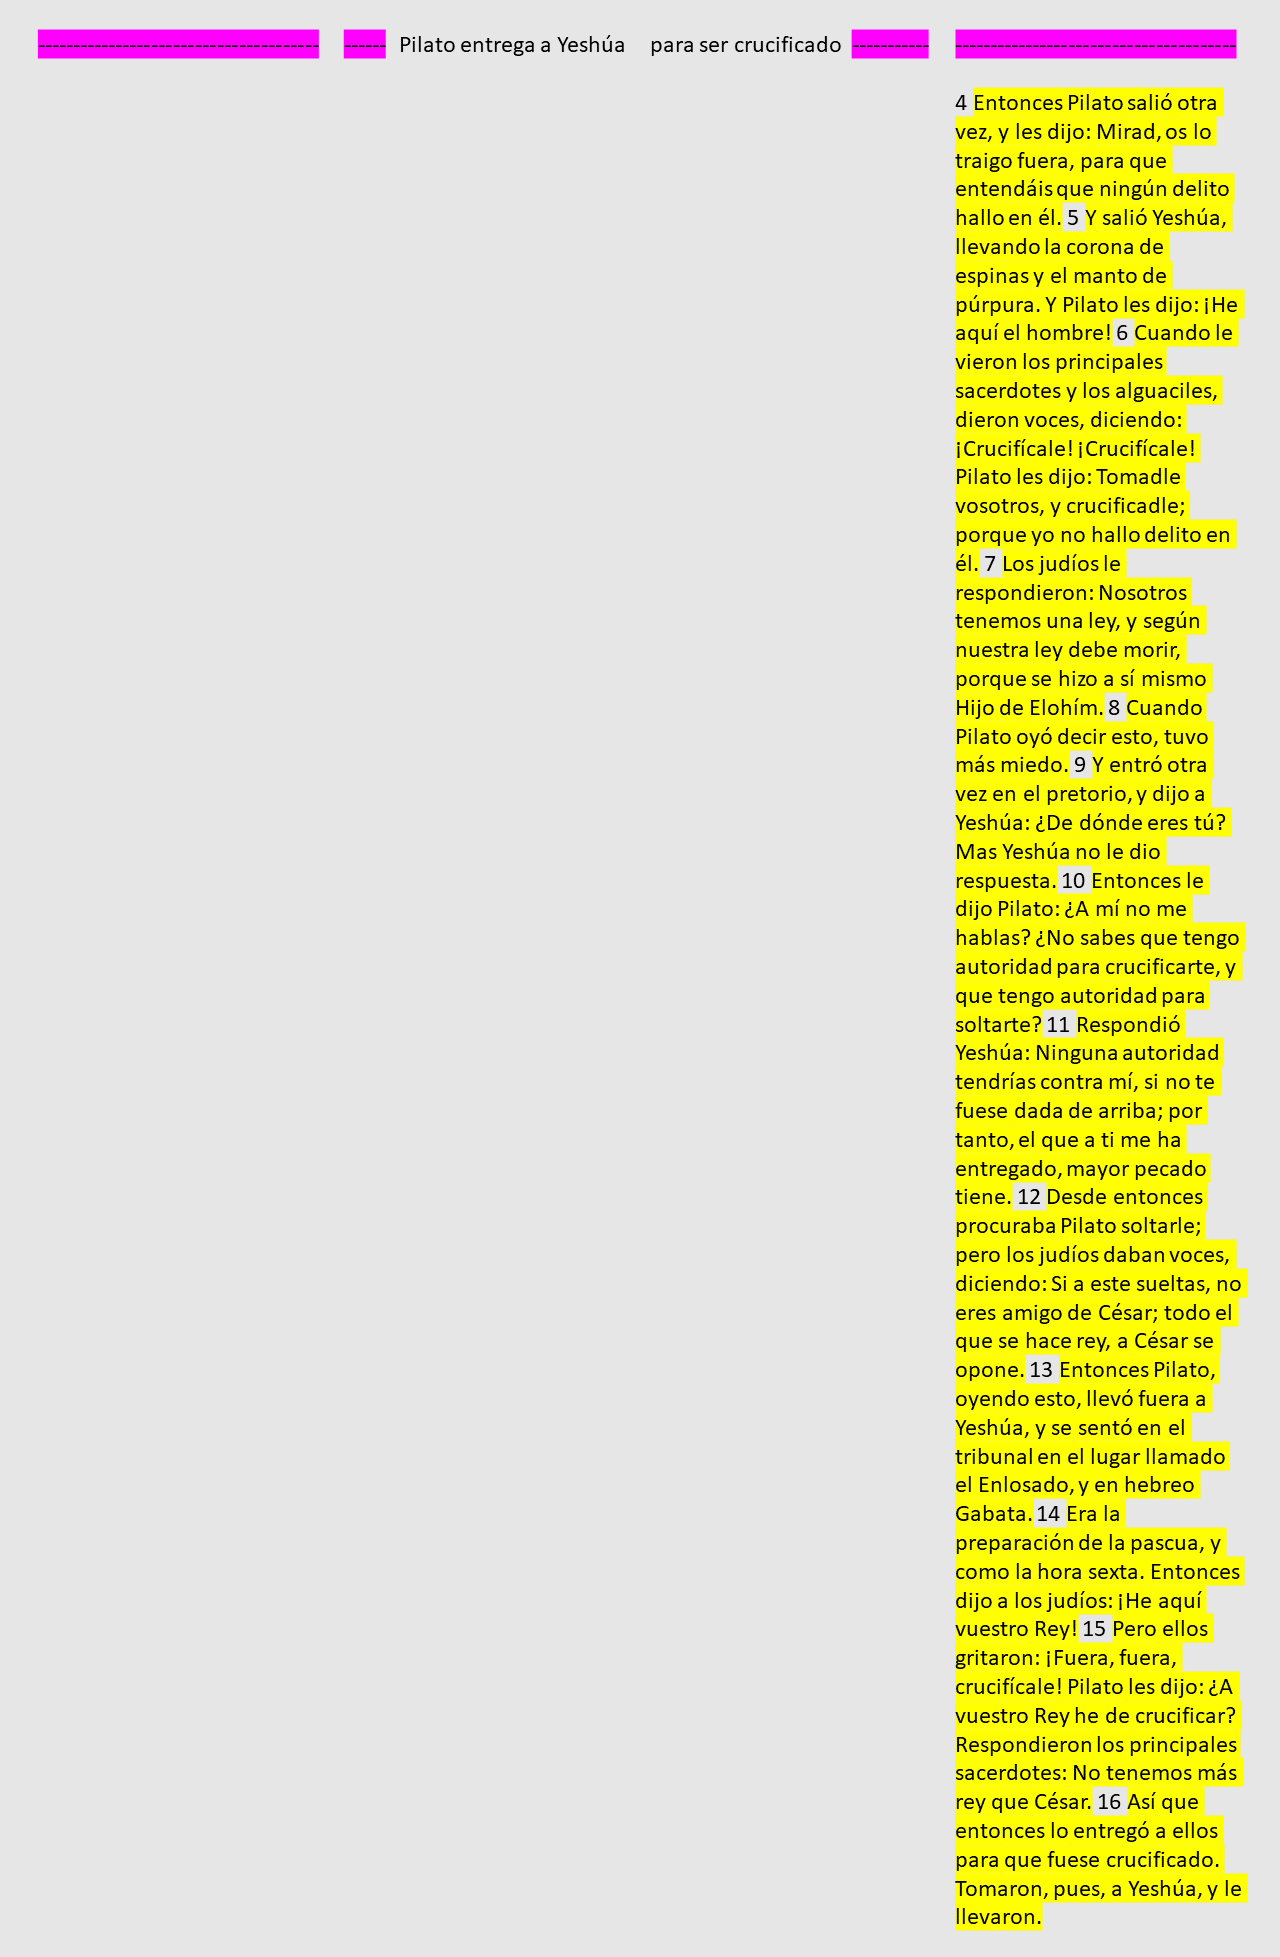 ---------------------------------------- ------ Pilato entrega a Yeshúa para ser crucificado ----------- ----------------------------------------
4 Entonces Pilato salió otra
vez, y les dijo: Mirad, os lo
traigo fuera, para que
entendáis que ningún delito
hallo en él. 5 Y salió Yeshúa,
llevando la corona de
espinas y el manto de
púrpura. Y Pilato les dijo: ¡He
aquí el hombre! 6 Cuando le
vieron los principales
sacerdotes y los alguaciles,
dieron voces, diciendo:
¡Crucifícale! ¡Crucifícale!
Pilato les dijo: Tomadle
vosotros, y crucificadle;
porque yo no hallo delito en
él. 7 Los judíos le
respondieron: Nosotros
tenemos una ley, y según
nuestra ley debe morir,
porque se hizo a sí mismo
Hijo de Elohím. 8 Cuando
Pilato oyó decir esto, tuvo
más miedo. 9 Y entró otra
vez en el pretorio, y dijo a
Yeshúa: ¿De dónde eres tú?
Mas Yeshúa no le dio
respuesta. 10 Entonces le
dijo Pilato: ¿A mí no me
hablas? ¿No sabes que tengo
autoridad para crucificarte, y
que tengo autoridad para
soltarte? 11 Respondió
Yeshúa: Ninguna autoridad
tendrías contra mí, si no te
fuese dada de arriba; por
tanto, el que a ti me ha
entregado, mayor pecado
tiene. 12 Desde entonces
procuraba Pilato soltarle;
pero los judíos daban voces,
diciendo: Si a este sueltas, no
eres amigo de César; todo el
que se hace rey, a César se
opone. 13 Entonces Pilato,
oyendo esto, llevó fuera a
Yeshúa, y se sentó en el
tribunal en el lugar llamado
el Enlosado, y en hebreo
Gabata. 14 Era la
preparación de la pascua, y
como la hora sexta. Entonces
dijo a los judíos: ¡He aquí
vuestro Rey! 15 Pero ellos
gritaron: ¡Fuera, fuera,
crucifícale! Pilato les dijo: ¿A
vuestro Rey he de crucificar?
Respondieron los principales
sacerdotes: No tenemos más
rey que César. 16 Así que
entonces lo entregó a ellos
para que fuese crucificado.
Tomaron, pues, a Yeshúa, y le
llevaron.